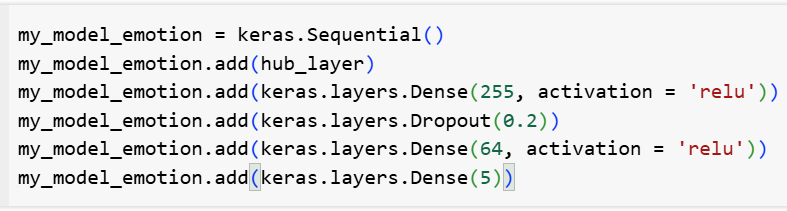 my_model_emotion = keras.Sequential()
my_model_emotion.add(hub_layer)
my_model_emotion.add(keras.layers.Dense(255, activation = 'relu'))
my_model_emotion.add(keras.layers.Dropout(0.2))
my_model_emotion.add(keras.layers.Dense(64, activation = 'relu'))
my_model_emotion.add(keras.layers.Dense(5))